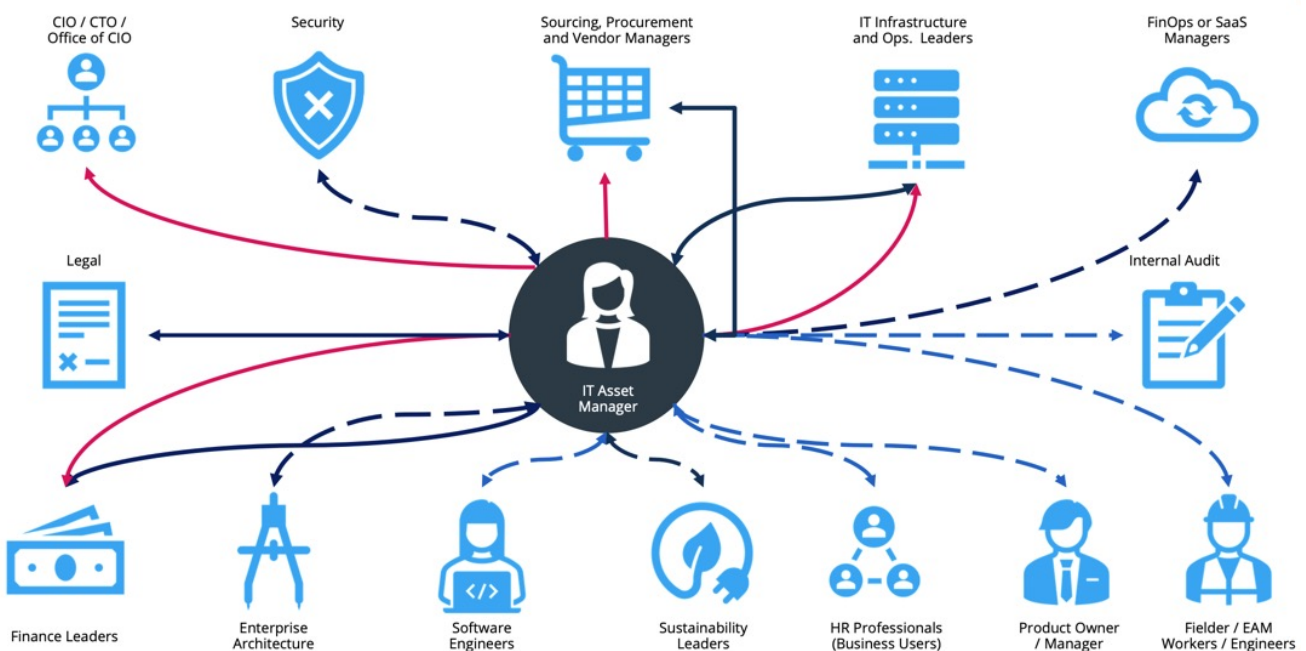 CIO / CTO /
Office of CIO
Security
Sourcing, Procurement
and Vendor Managers
IT Infrastructure
and Ops. Leaders
FinOps or SaaS
Managers
Legal
Internal Audit
IT Asset
Manager
</>
Finance Leaders
Enterprise
Architecture
Software
Engineers
Sustainability
Leaders
HR Professionals
(Business Users)
Product Owner
/ Manager
Fielder / EAM
Workers / Engineers